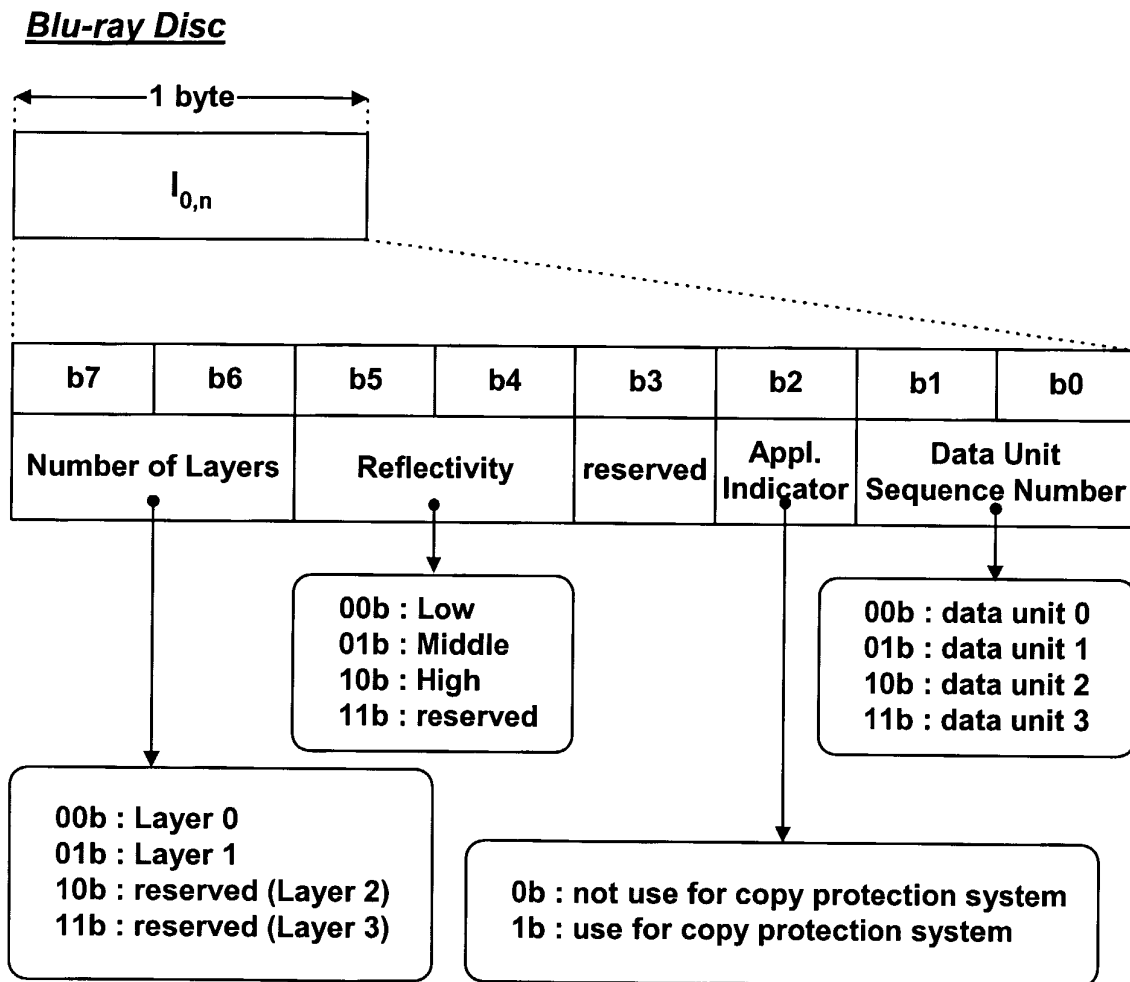 Blu-ray Disc
1 byte
I0,n
b7 b6 b5 b4 b3 b2 b1 b0
Number of Layers Reflectivity reserved Appl. Indicator Data Unit Sequence Number
00b : Low
01b : Middle
10b : High
11b : reserved
00b : data unit 0
01b : data unit 1
10b : data unit 2
11b : data unit 3
00b : Layer 0
01b : Layer 1
10b : reserved (Layer 2)
11b : reserved (Layer 3)
0b : not use for copy protection system
1b : use for copy protection system